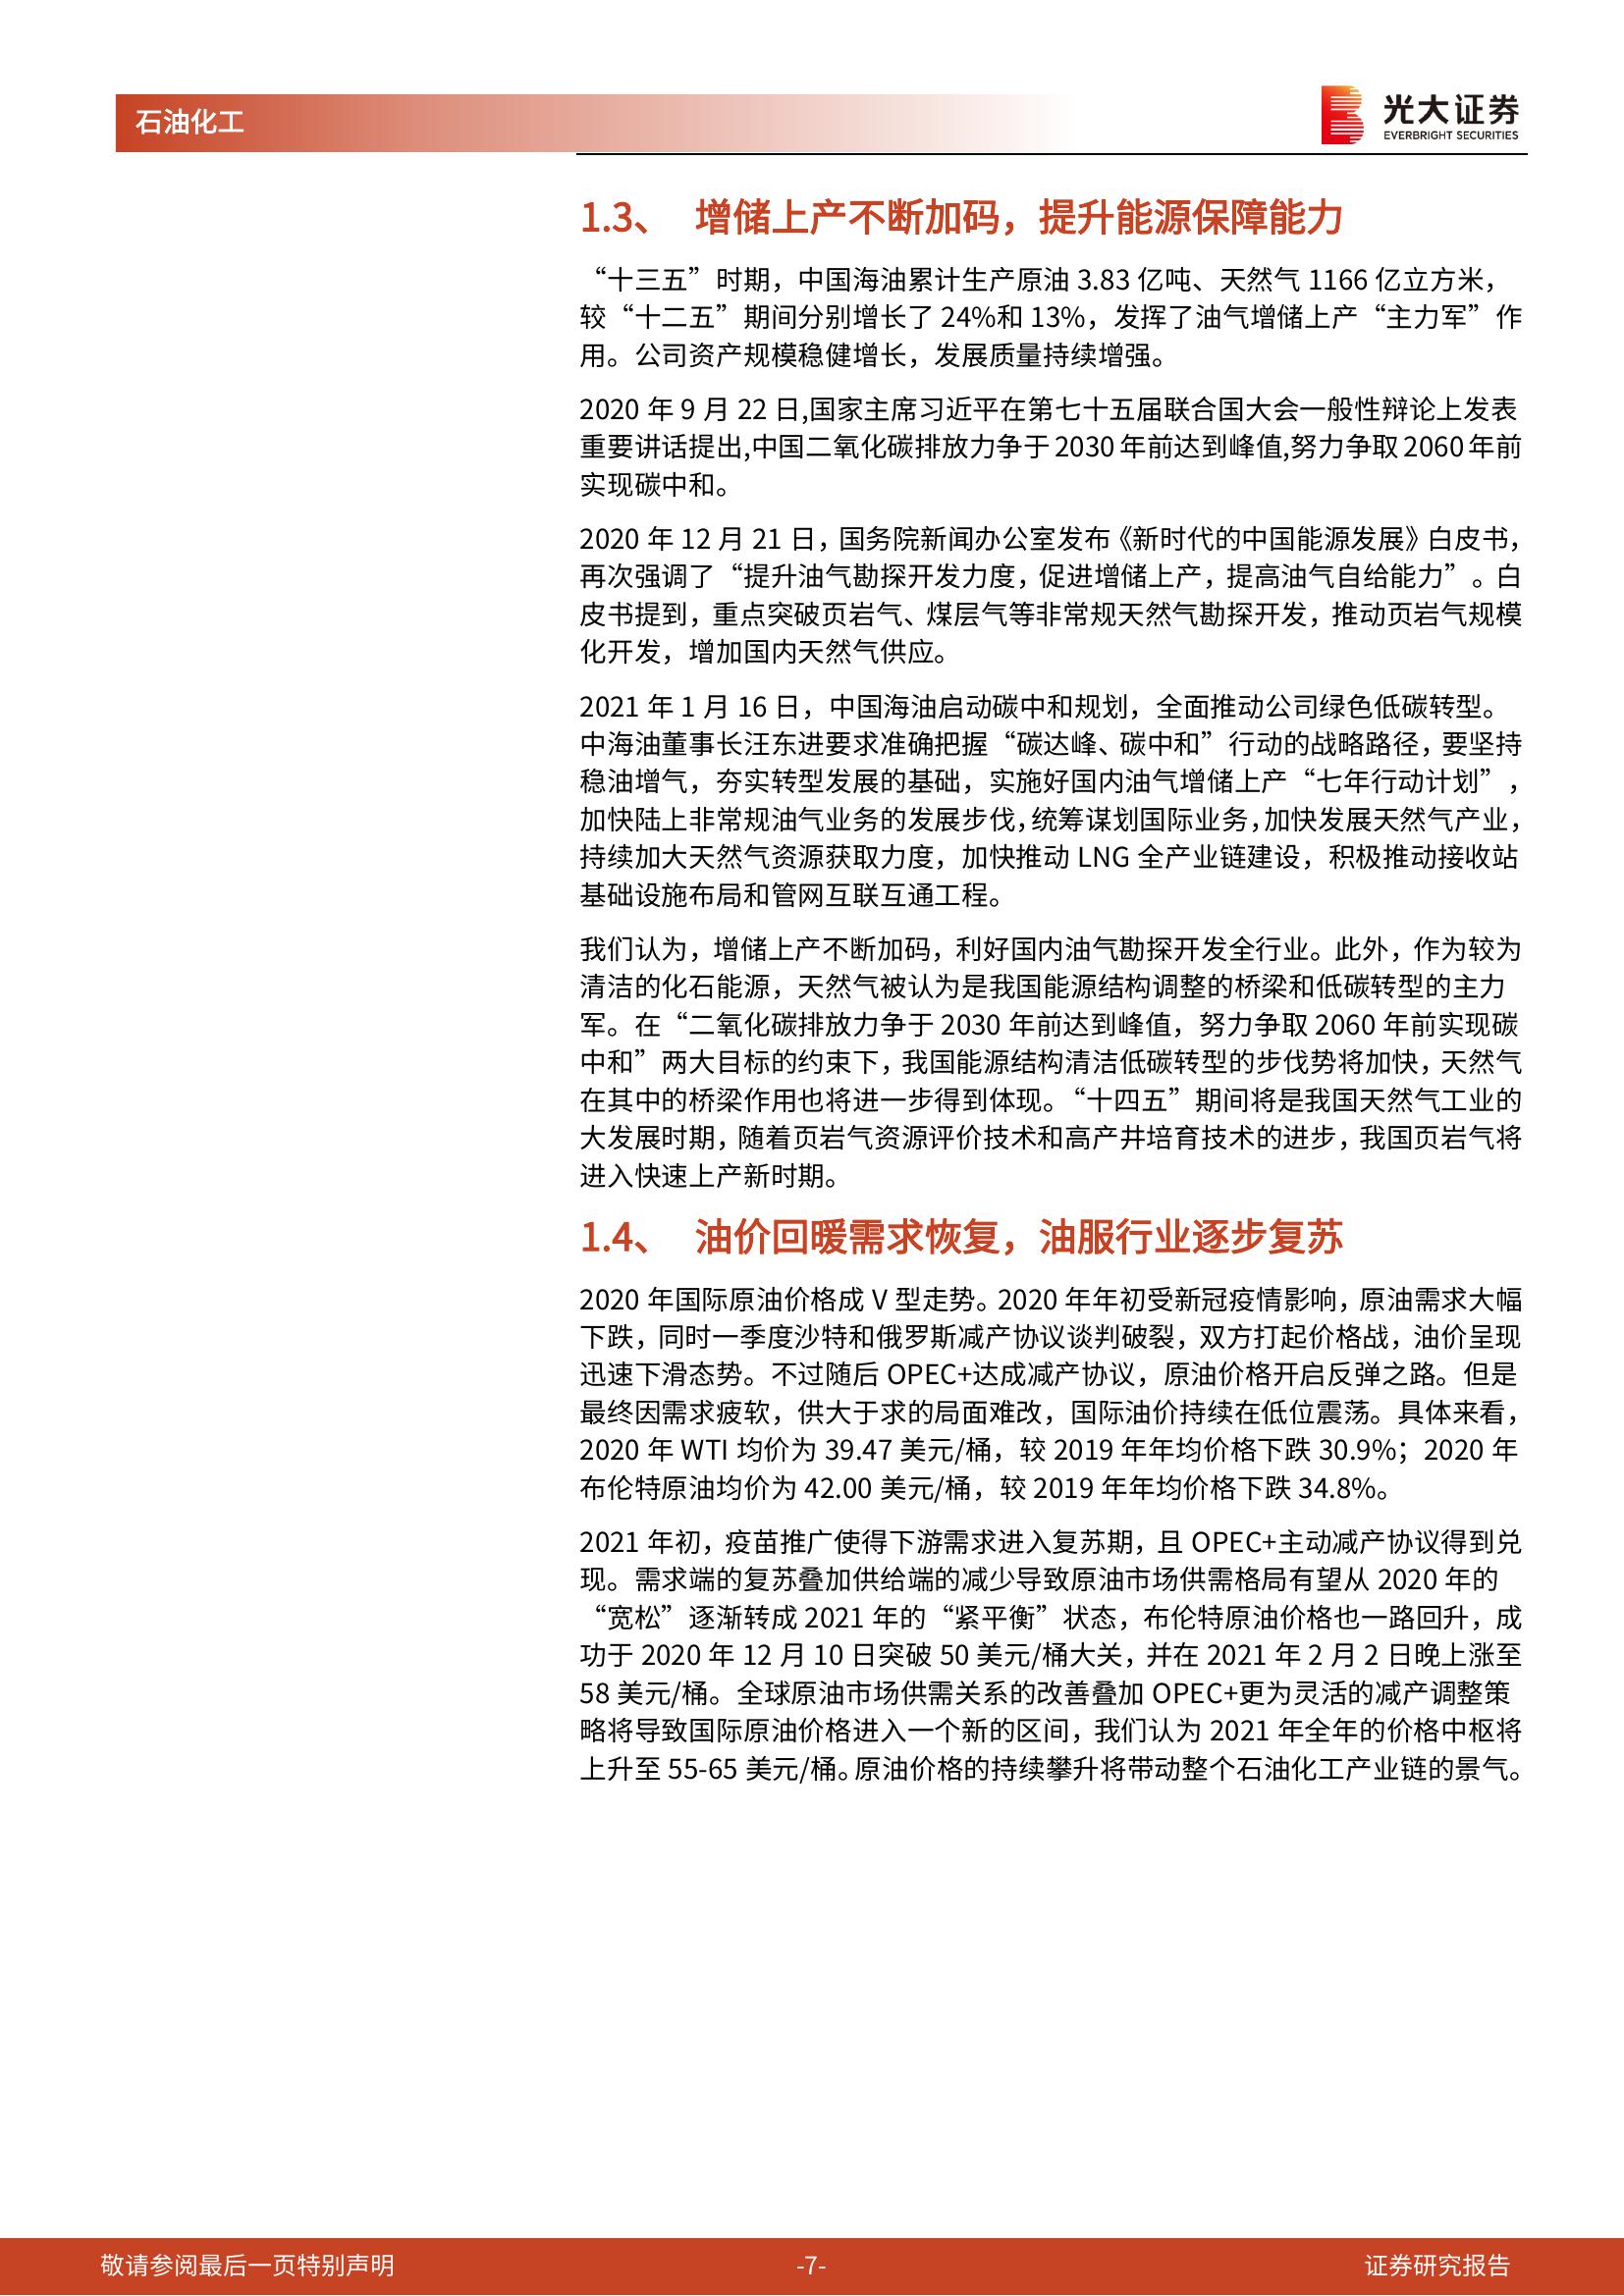 石油化工
光大证券
EVERBRIGHT SECURITIES
1.3、 增储上产不断加码，提升能源保障能力
“十三五”时期，中国海油累计生产原油 3.83 亿吨、天然气 1166 亿立方米，
较“十二五”期间分别增长了 24%和 13%，发挥了油气增储上产“主力军”作
用。公司资产规模稳健增长，发展质量持续增强。
2020 年 9 月 22 日,国家主席习近平在第七十五届联合国大会一般性辩论上发表
重要讲话提出,中国二氧化碳排放力争于 2030 年前达到峰值,努力争取 2060 年前
实现碳中和。
2020 年 12 月 21 日，国务院新闻办公室发布《新时代的中国能源发展》白皮书，
再次强调了“提升油气勘探开发力度，促进增储上产，提高油气自给能力”。白
皮书提到，重点突破页岩气、煤层气等非常规天然气勘探开发，推动页岩气规模
化开发，增加国内天然气供应。
2021 年 1 月 16 日，中国海油启动碳中和规划，全面推动公司绿色低碳转型。
中海油董事长汪东进要求准确把握“碳达峰、碳中和”行动的战略路径，要坚持
稳油增气，夯实转型发展的基础，实施好国内油气增储上产“七年行动计划”，
加快陆上非常规油气业务的发展步伐，统筹谋划国际业务，加快发展天然气产业，
持续加大天然气资源获取力度，加快推动 LNG 全产业链建设，积极推动接收站
基础设施布局和管网互联互通工程。
我们认为，增储上产不断加码，利好国内油气勘探开发全行业。此外，作为较为
清洁的化石能源，天然气被认为是我国能源结构调整的桥梁和低碳转型的主力
军。在“二氧化碳排放力争于 2030 年前达到峰值，努力争取 2060 年前实现碳
中和”两大目标的约束下，我国能源结构清洁低碳转型的步伐势将加快，天然气
在其中的桥梁作用也将进一步得到体现。“十四五”期间将是我国天然气工业的
大发展时期，随着页岩气资源评价技术和高产井培育技术的进步，我国页岩气将
进入快速上产新时期。
1.4、 油价回暖需求恢复，油服行业逐步复苏
2020 年国际原油价格成 V 型走势。2020 年年初受新冠疫情影响，原油需求大幅
下跌，同时一季度沙特和俄罗斯减产协议谈判破裂，双方打起价格战，油价呈现
迅速下滑态势。不过随后 OPEC+达成减产协议，原油价格开启反弹之路。但是
最终因需求疲软，供大于求的局面难改，国际油价持续在低位震荡。具体来看，
2020 年 WTI 均价为 39.47 美元/桶，较 2019 年年均价格下跌 30.9%；2020 年
布伦特原油均价为 42.00 美元/桶，较 2019 年年均价格下跌 34.8%。
2021 年初，疫苗推广使得下游需求进入复苏期，且 OPEC+主动减产协议得到兑
现。需求端的复苏叠加供给端的减少导致原油市场供需格局有望从 2020 年的
“宽松”逐渐转成 2021 年的“紧平衡”状态，布伦特原油价格也一路回升，成
功于 2020 年 12 月 10 日突破 50 美元/桶大关，并在 2021 年 2 月 2 日晚上涨至
58 美元/桶。全球原油市场供需关系的改善叠加 OPEC+更为灵活的减产调整策
略将导致国际原油价格进入一个新的区间，我们认为 2021 年全年的价格中枢将
上升至 55-65 美元/桶。原油价格的持续攀升将带动整个石油化工产业链的景气。
敬请参阅最后一页特别声明
-7-
证券研究报告